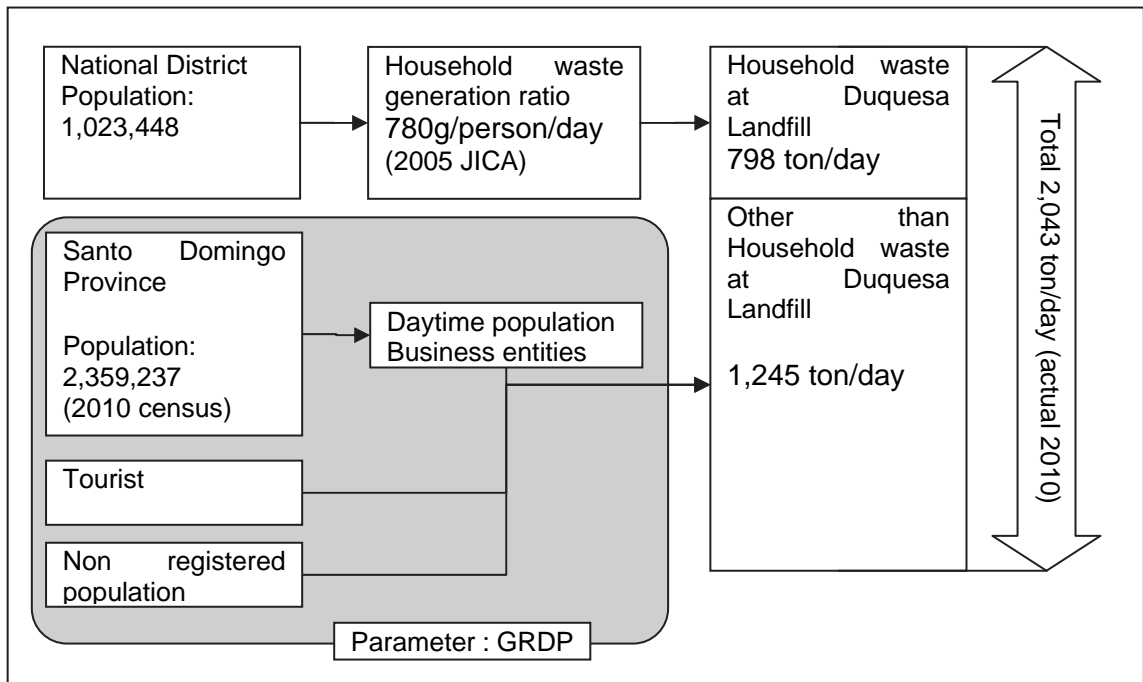 National District
Population:
1,023,448
Household waste
generation ratio
780g/person/day
(2005 JICA)
Household waste
at Duquesa
Landfill
798 ton/day
Santo Domingo
Province
Population:
2,359,237
(2010 census)
Daytime population
Business entities
Other than
Household waste
at Duquesa
Landfill
1,245 ton/day
Tourist
Non registered
population
Parameter : GRDP
Total 2,043 ton/day (actual 2010)